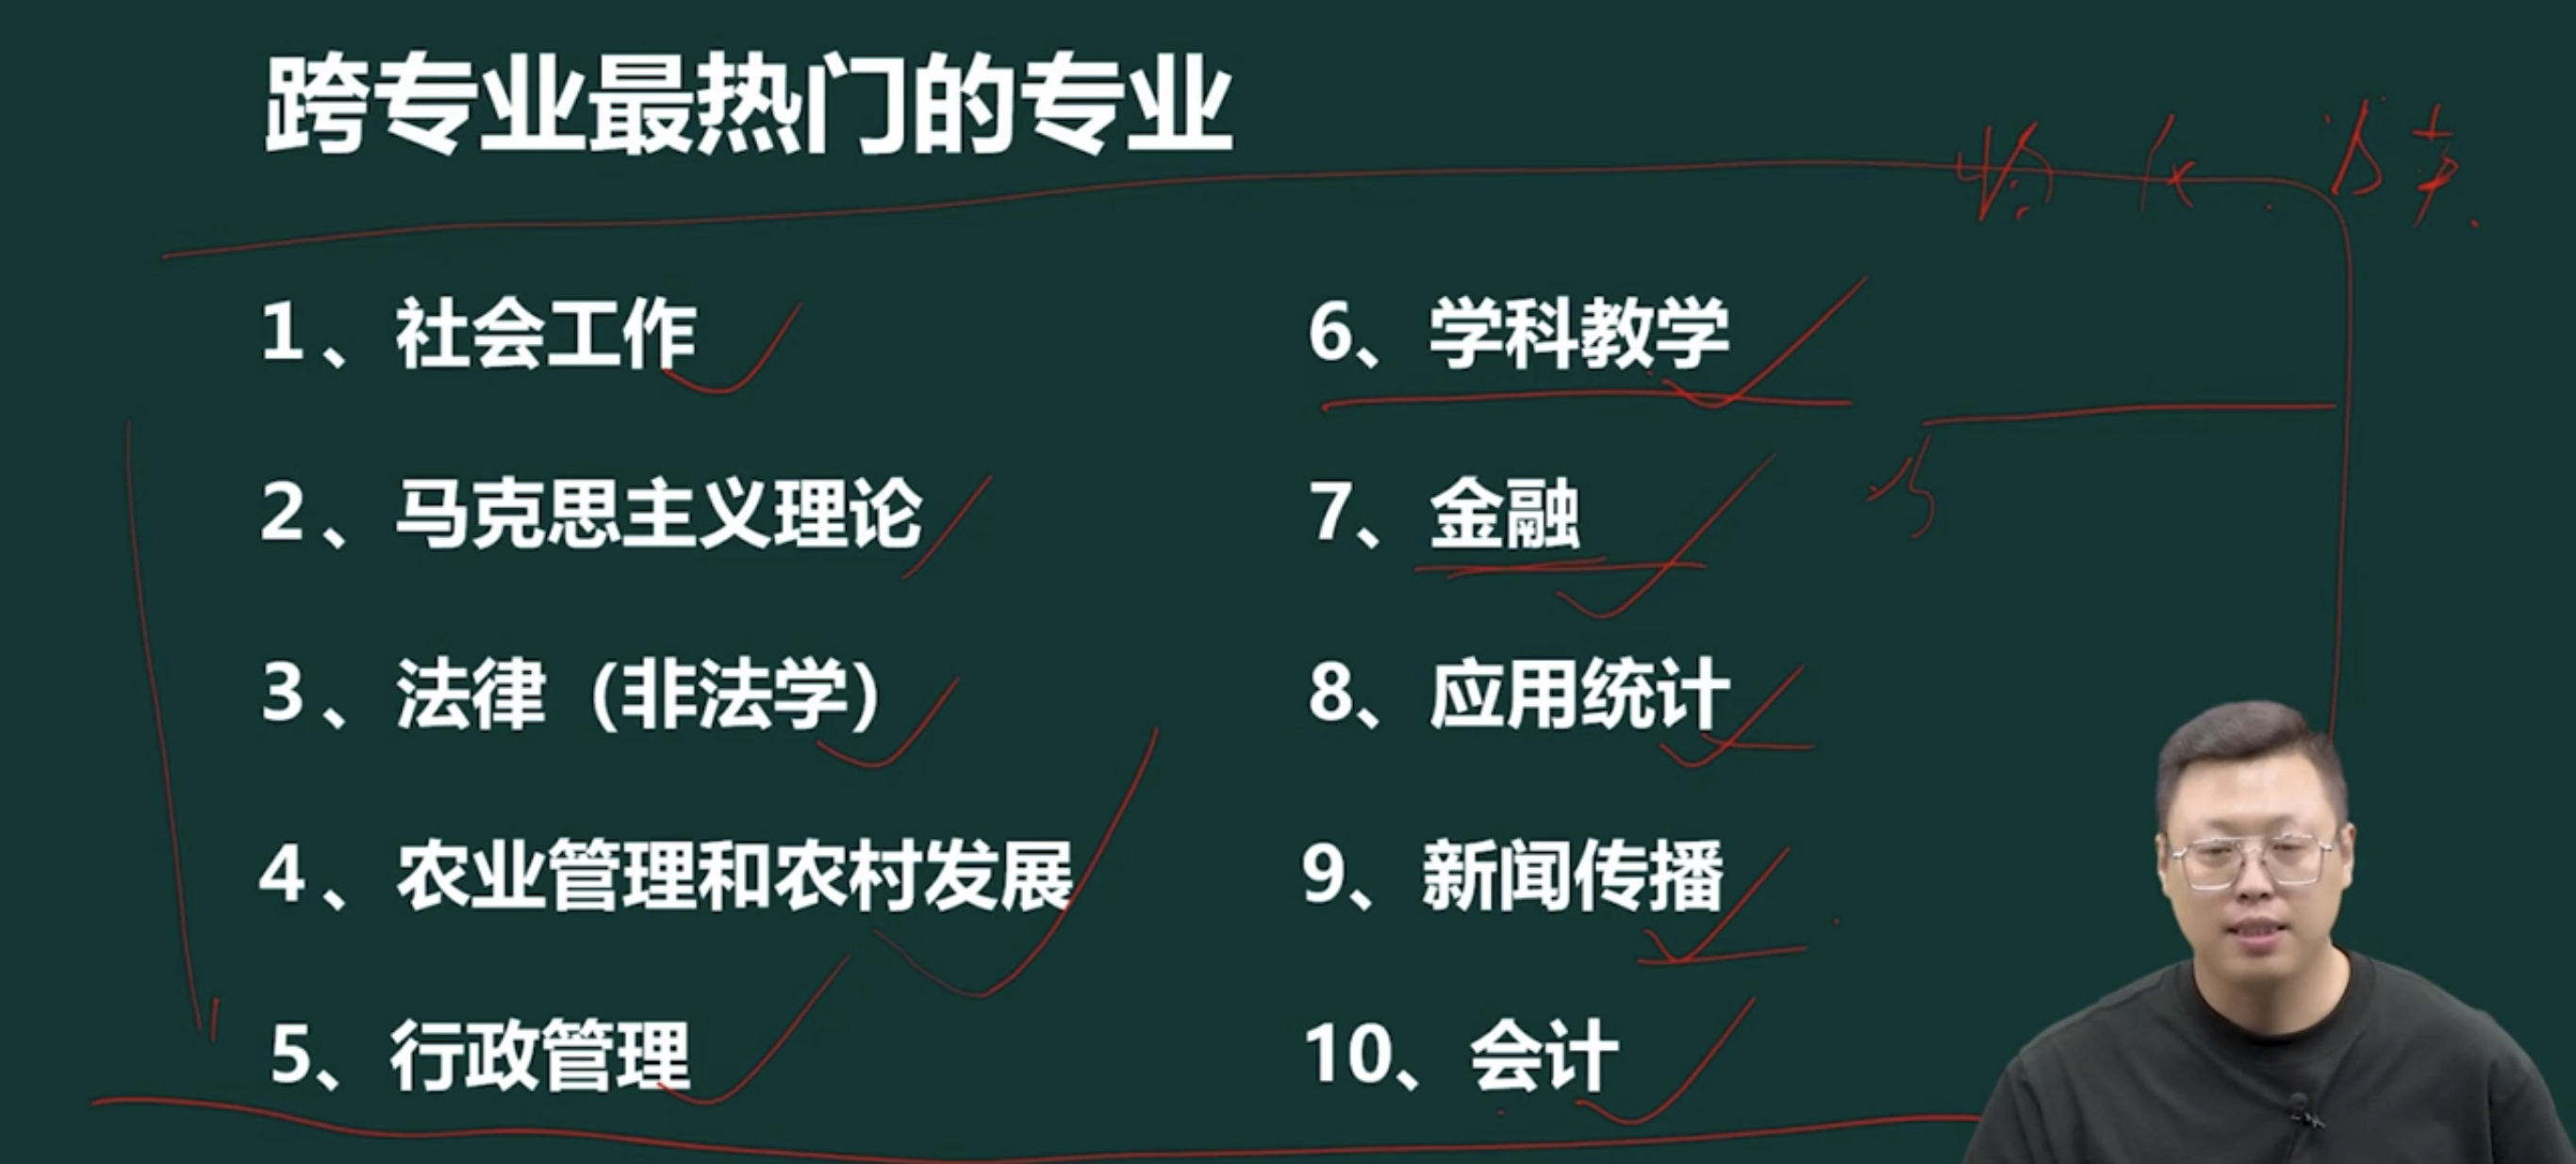 跨专业最热门的专业
1、社会工作
2、马克思主义理论
3、法律（非法学）
4、农业管理和农村发展
5、行政管理
6、学科教学
7、金融
8、应用统计
9、新闻传播
10、会计